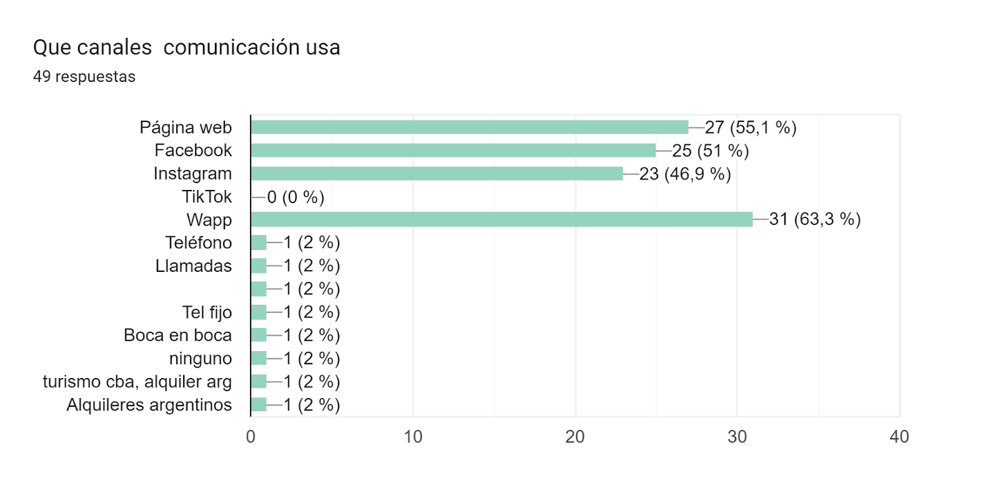 Que canales  comunicación usa
49 respuestas
Página web 27 (55,1 %)
Facebook 25 (51 %)
Instagram 23 (46,9 %)
TikTok 0 (0 %)
Wapp 31 (63,3 %)
Teléfono 1 (2 %)
Llamadas 1 (2 %)
1 (2 %)
Tel fijo 1 (2 %)
Boca en boca 1 (2 %)
ninguno 1 (2 %)
turismo cba, alquiler arg 1 (2 %)
Alquileres argentinos 1 (2 %)
0 10 20 30 40